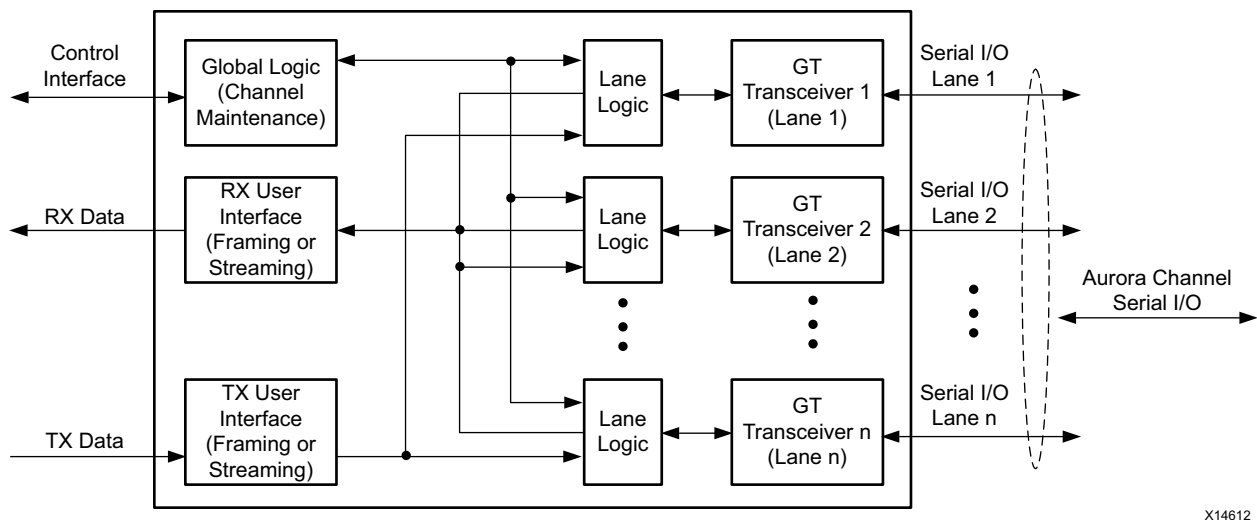 Control
Interface
Global Logic
(Channel
Maintenance)
Lane
Logic
GT
Transceiver 1
(Lane 1)
Serial I/O
Lane 1
RX Data
RX User
Interface
(Framing or
Streaming)
Lane
Logic
GT
Transceiver 2
(Lane 2)
Serial I/O
Lane 2
Aurora Channel
Serial I/O
TX Data
TX User
Interface
(Framing or
Streaming)
Lane
Logic
GT
Transceiver n
(Lane n)
Serial I/O
Lane n
X14612